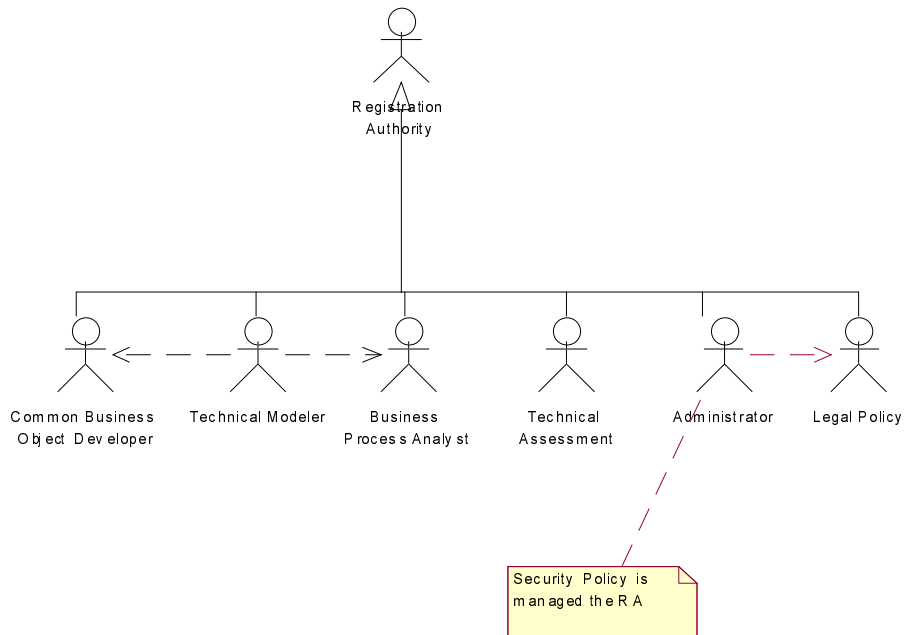 Registration
Authority
Common Business
Object Developer
Technical Modeler
Business
Process Analyst
Technical
Assessment
Administrator
Legal Policy
Security Policy is
managed the RA